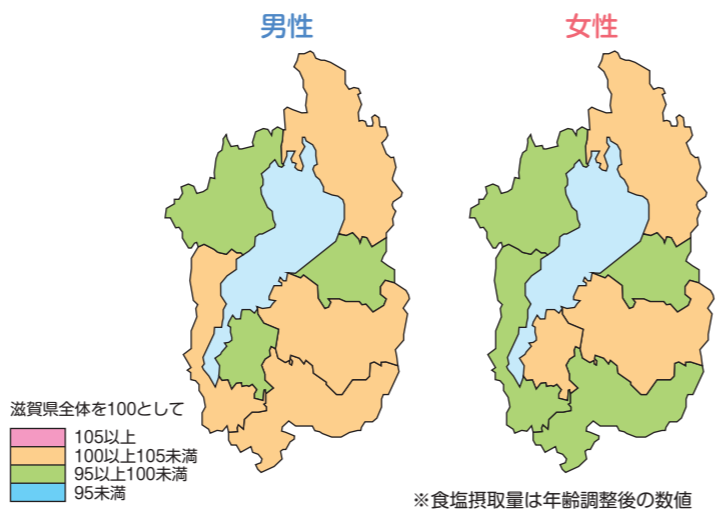 男性
女性
滋賀県全体を100として
105以上
100以上105未満
95以上100未満
95未満
※食塩摂取量は年齢調整後の数値